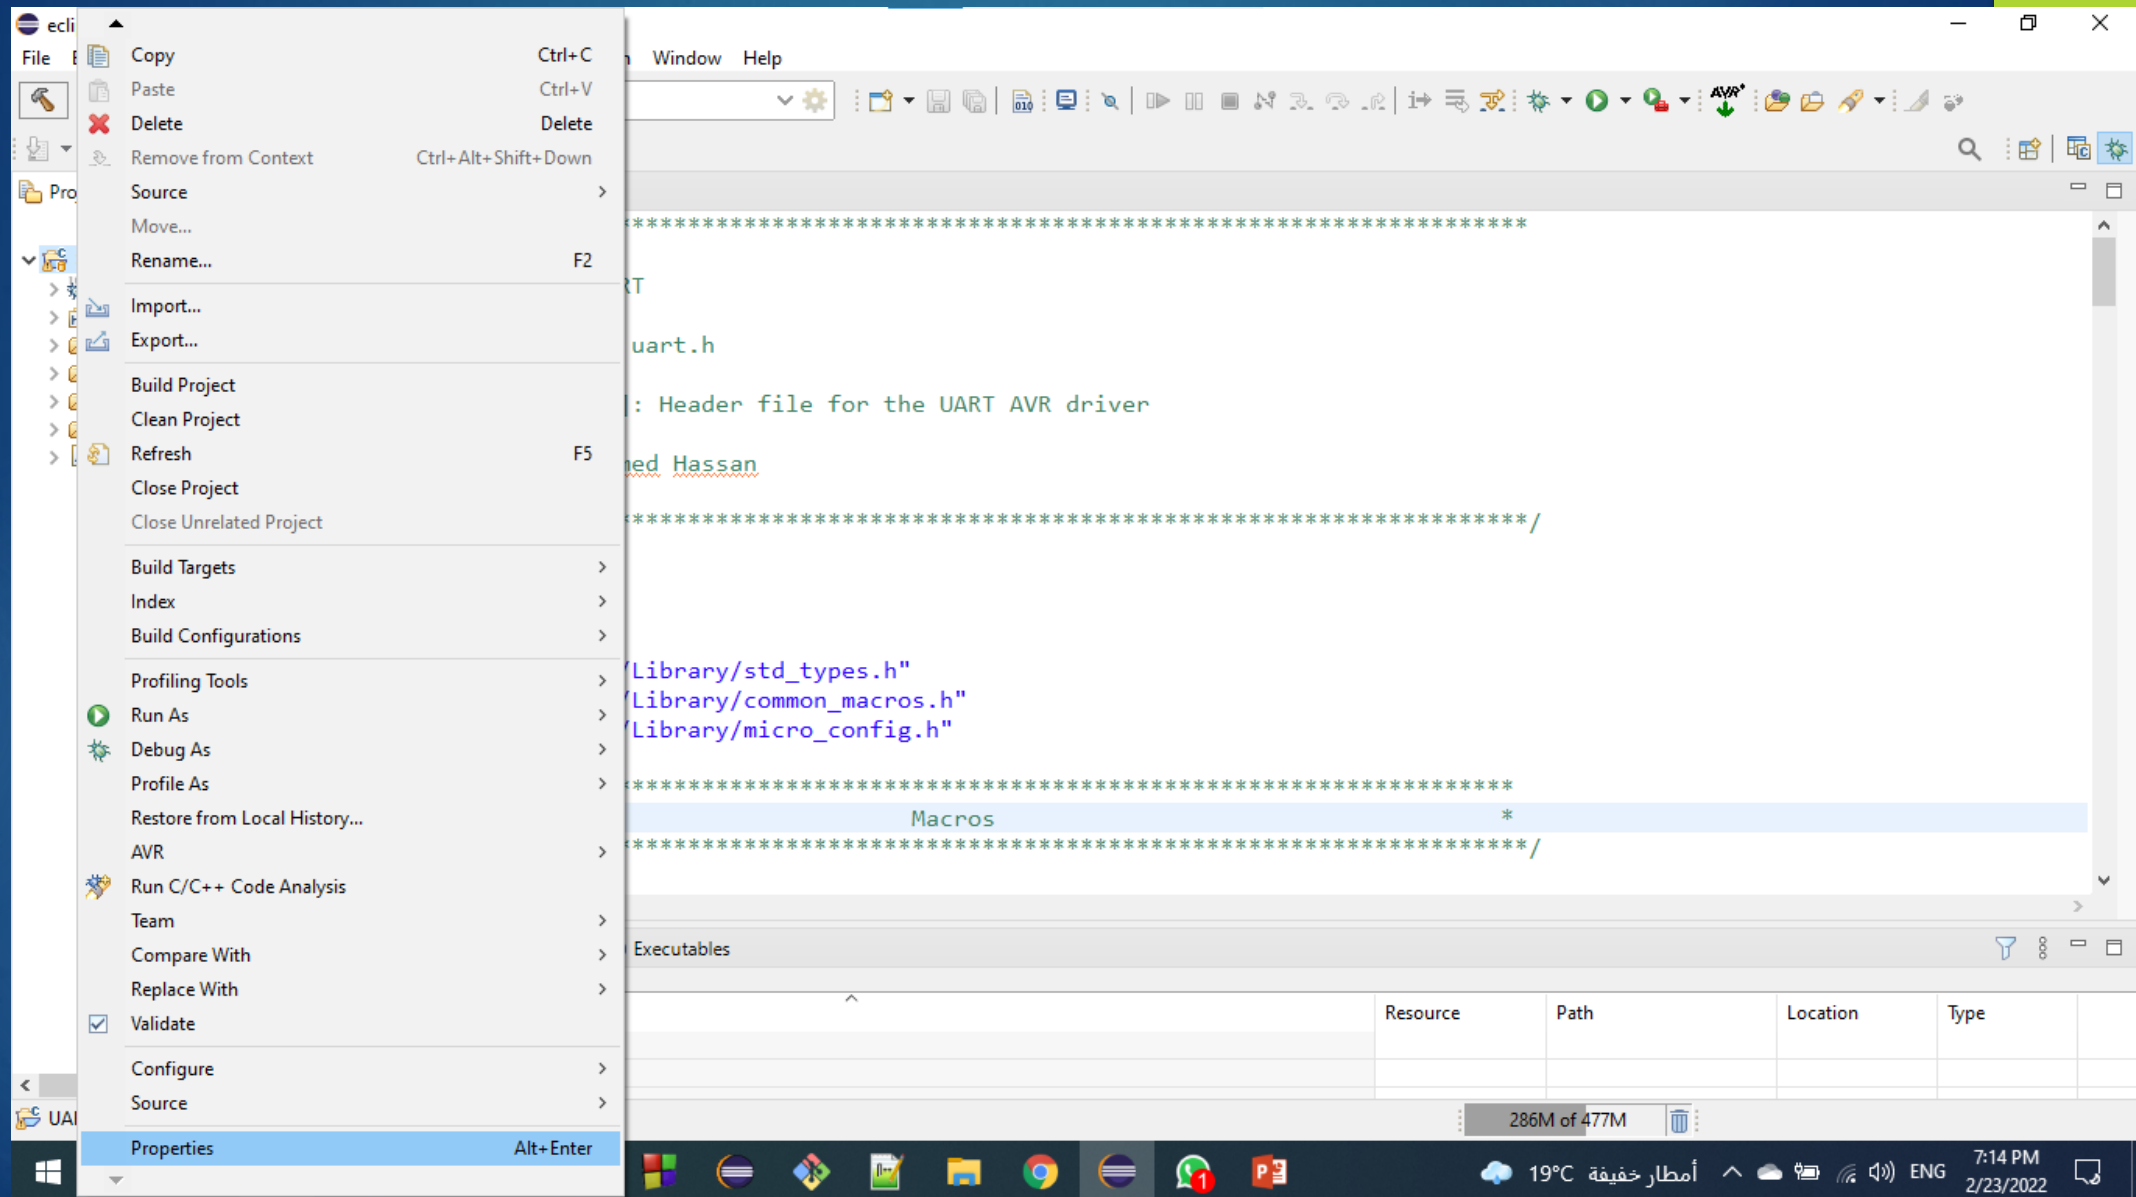 ecli
File
Window Help
Copy Ctrl+C
Paste Ctrl+V
Delete Delete
Remove from Context Ctrl+Alt+Shift+Down
Source
Move...
Rename... F2
Import...
Export...
Build Project
Clean Project
Refresh F5
Close Project
Close Unrelated Project
Build Targets
Index
Build Configurations
Profiling Tools
Run As
Debug As
Profile As
Restore from Local History...
AVR
Run C/C++ Code Analysis
Team
Compare With
Replace With
Validate
Configure
Source
Properties Alt+Enter
010
AVR
Pro
*****************************************************************
RT
uart.h
]: Header file for the UART AVR driver
med Hassan
*****************************************************************/
/Library/std_types.h"
/Library/common_macros.h"
/Library/micro_config.h"
****************************************************************
Macros *
*****************************************************************/
Executables
Resource Path Location Type
UA
286M of 477M
1
19°C أمطار خفيفة
ENG
7:14 PM
2/23/2022